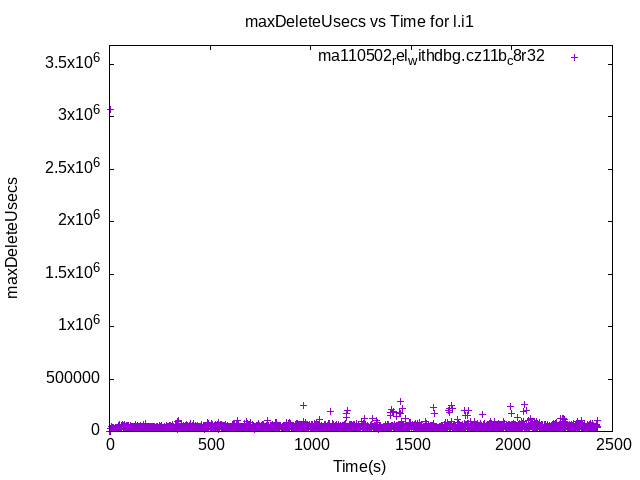 maxDeleteUsecs vs Time for l.i1
ma110502relwithdbg.cz11bc8r32
3.5x10^6
3x10^6
2.5x10^6
2x10^6
1.5x10^6
1x10^6
500000
0
maxDeleteUsecs
0 500 1000 1500 2000 2500
Time(s)